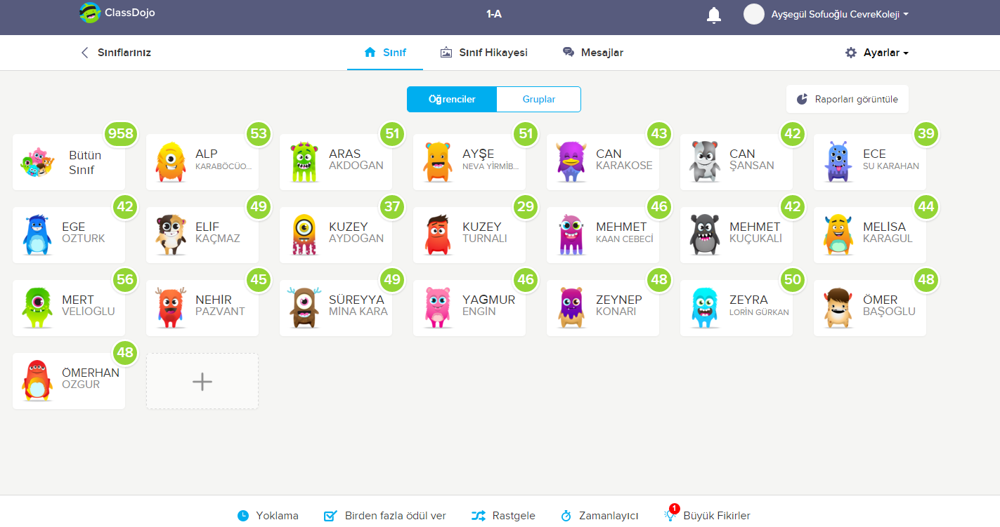 ClassDojo
1-A
Ayşegül Sofuoğlu CevreKoleji
Sınıflarınız
Sınıf
Sınıf Hikayesi
Mesajlar
Ayarlar
Öğrenciler
Gruplar
Raporları görüntüle
958
Bütün
Sınıf
53
ALP
KARABÖCÜO...
51
ARAS
AKDOGAN
51
AYŞE
NEVA YİRMİB...
43
CAN
KARAKOSE
42
CAN
ŞANSAN
39
ECE
SU KARAHAN
42
EGE
OZTURK
49
ELİF
KAÇMAZ
37
KUZEY
AYDOGAN
29
KUZEY
TURNALI
46
MEHMET
KAAN CEBECİ
42
MEHMET
KUÇUKALİ
44
MELİSA
KARAGUL
56
MERT
VELIOGLU
45
NEHİR
PAZVANT
49
SÜREYYA
MİNA KARA
46
YAĞMUR
ENGİN
48
ZEYNEP
KONARI
50
ZEYRA
LORİN GÜRKAN
48
ÖMER
BAŞOGLU
48
ÖMERHAN
OZGUR
Yoklama
Birden fazla ödül ver
Rastgele
Zamanlayıcı
1
Büyük Fikirler